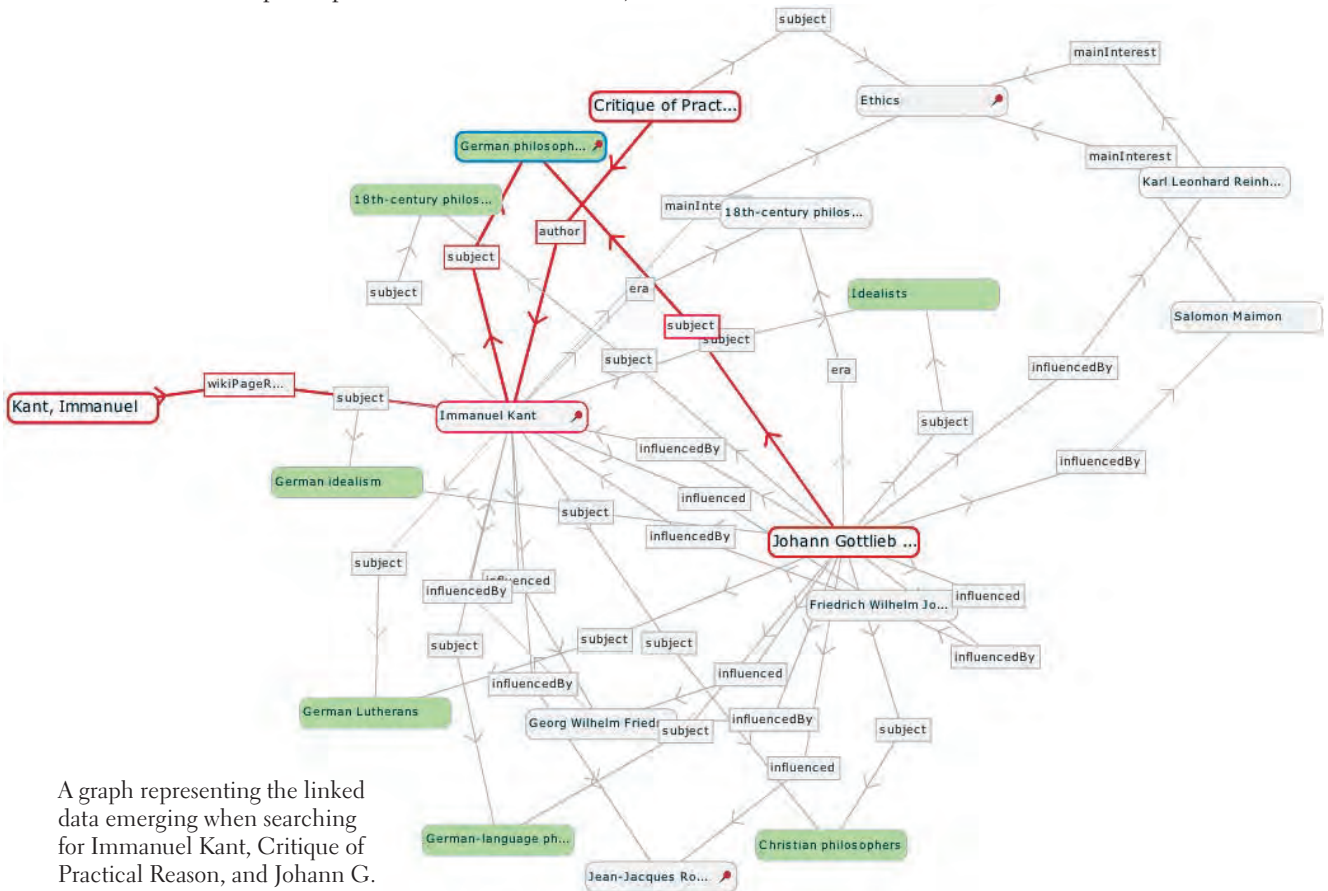 subject
mainInterest
Critique of Pract...
Ethics
German philosoph...
mainInterest
Karl Leonhard Reinh...
18th-century philos...
18th-century philos...
author
subject
era
subject
Idealists
Salomon Maimon
subject
subject
subject
era
influencedBy
wikiPageR...
subject
Kant, Immanuel
Immanuel Kant
subject
influencedBy
influencedBy
German idealism
influenced
subject
influencedBy
Johann Gottlieb ...
subject
influenced
influencedBy
influenced
Friedrich Wilhelm Jo...
subject
subject
subject
influencedBy
influenced
influencedBy
German Lutherans
Georg Wilhelm
subject
influencedBy
subject
influenced
A graph representing the linked
data emerging when searching
for Immanuel Kant, Critique of
Practical Reason, and Johann G.
German-language ph...
Christian philosophers
Jean-Jacques Ro...